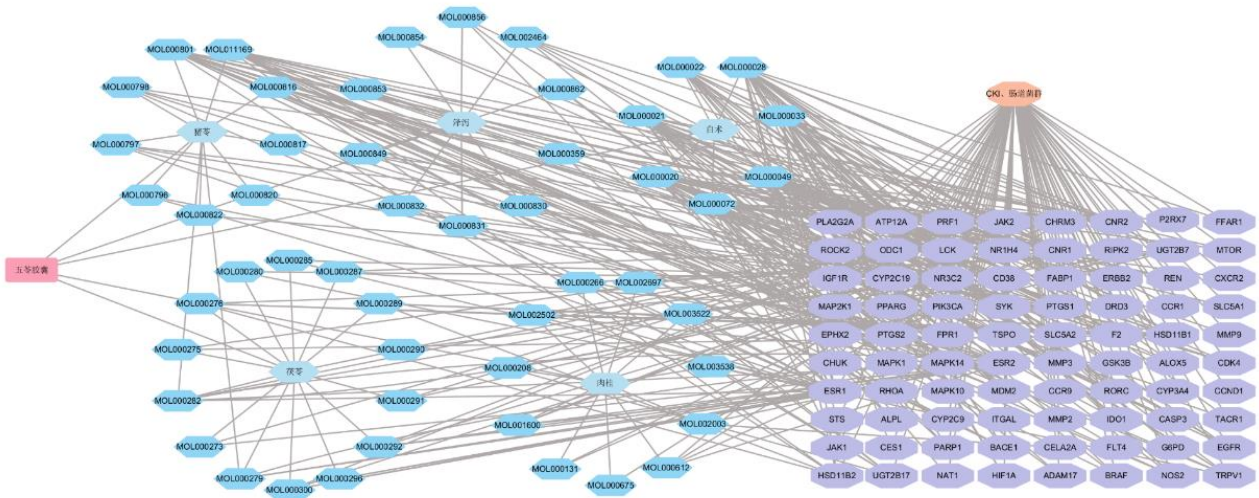 MOL000856
MOL000854
MOL002464
MOL000801
MOL011169
MOL000798
MOL000816
MOL000853
MOL000862
MOL000022
MOL000028
CKI、肠道菌群
猪苓
泽泻
白术
MOL000021
MOL000033
MOL000797
MOL000817
MOL000849
MOL000359
MOL000796
MOL000820
MOL000020
MOL000049
MOL000822
MOL000832
MOL000830
MOL000072
MOL000831
五苓胶囊
MOL000285
MOL000280
MOL000287
MOL000276
MOL000289
MOL000266
MOL002697
MOL002502
MOL003522
MOL000275
MOL000290
MOL000208
MOL003538
茯苓
肉桂
MOL000282
MOL000291
MOL001600
MOL002003
MOL000273
MOL000292
MOL000279
MOL000300
MOL000296
MOL000131
MOL000612
MOL000675
PLA2G2A ATP12A PRF1 JAK2 CHRM3 CNR2 P2RX7 FFAR1
ROCK2 ODC1 LCK NR1H4 CNR1 RIPK2 UGT2B7 MTOR
IGF1R CYP2C19 NR3C2 CD38 FABP1 ERBB2 REN CXCR2
MAP2K1 PPARG PIK3CA SYK PTGS1 DRD3 CCR1 SLC5A1
EPHX2 PTGS2 FPR1 TSPO SLC5A2 F2 HSD11B1 MMP9
CHUK MAPK1 MAPK14 ESR2 MMP3 GSK3B ALOX5 CDK4
ESR1 RHOA MAPK10 MDM2 CCR9 RORC CYP3A4 CCND1
STS ALPL CYP2C9 ITGAL MMP2 IDO1 CASP3 TACR1
JAK1 CES1 PARP1 BACE1 CELA2A FLT4 G6PD EGFR
HSD11B2 UGT2B17 NAT1 HIF1A ADAM17 BRAF NOS2 TRPV1